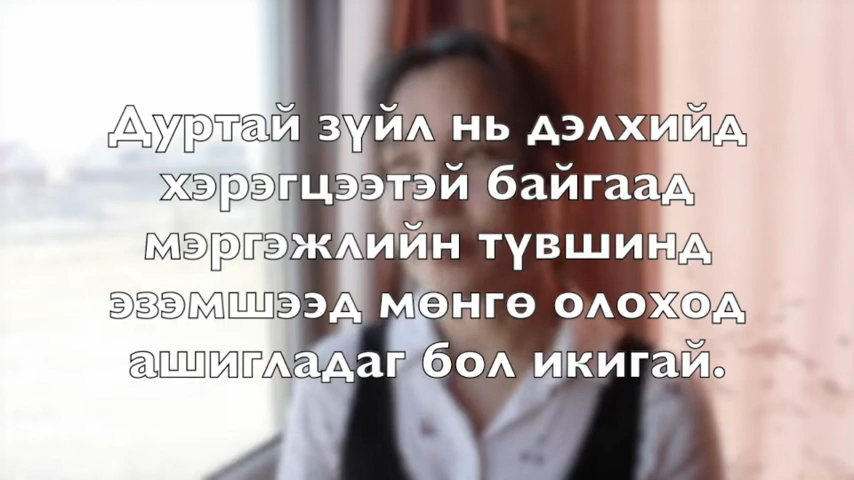 Дуртай зүйл нь дэлхийд
хэрэгцээтэй байгаад
мэргэжлийн түвшинд
эзэмшээд мөнгө олоход
ашигладаг бол икигай.